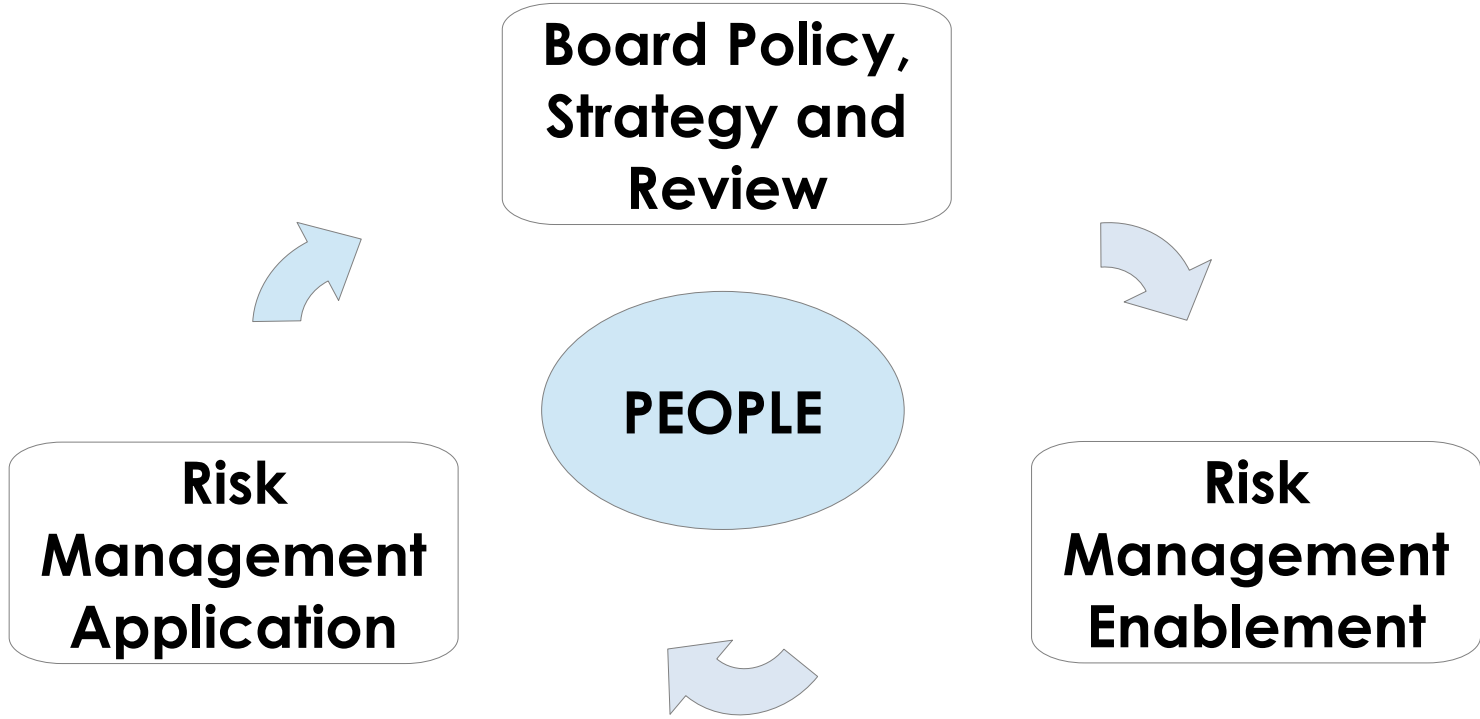 Board Policy,
Strategy and
Review
PEOPLE
Risk
Management
Application
Risk
Management
Enablement